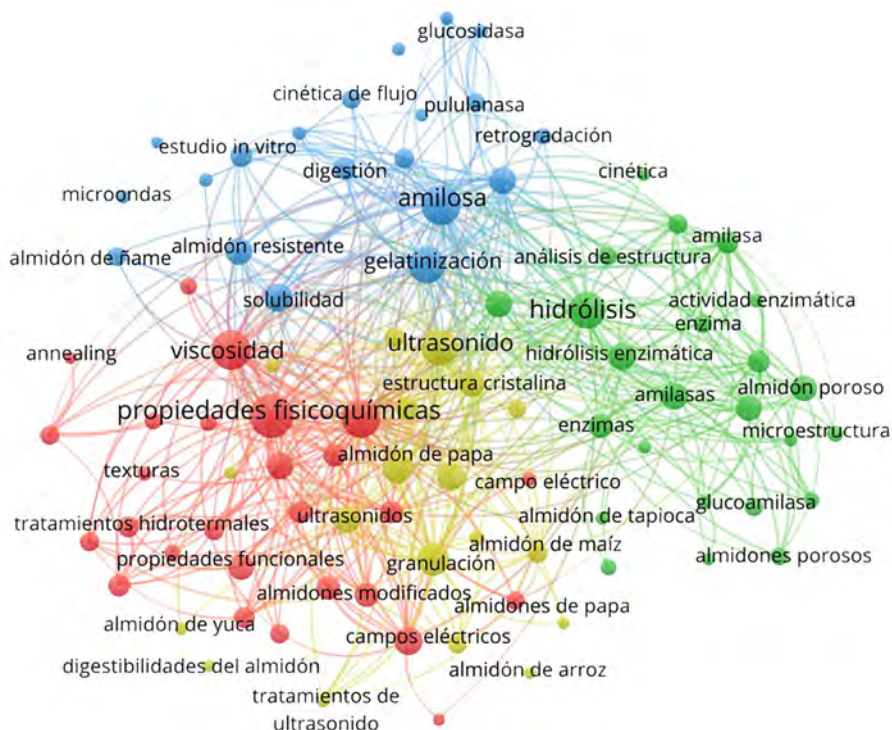 glucosidasa
cinética de flujo
pululanasa
retrogradación
estudio in vitro
digestión
cinética
microondas
amilosa
amilasa
almidón resistente
almidón de ñame
gelatinización
análisis de estructura
solubilidad
hidrólisis
actividad enzimática
enzima
viscosidad
ultrasonido
annealing
hidrólisis enzimática
estructura cristalina
almidón poroso
amilasas
propiedades fisicoquímicas
enzimas
microestructura
almidón de papa
texturas
campo eléctrico
glucoamilasa
tratamientos hidrotermales
ultrasonidos
almidón de tapioca
almidón de maíz
propiedades funcionales
granulación
almidones porosos
almidones modificados
almidones de papa
almidón de yuca
campos eléctricos
digestibilidades del almidón
almidón de arroz
tratamientos de
ultrasonido